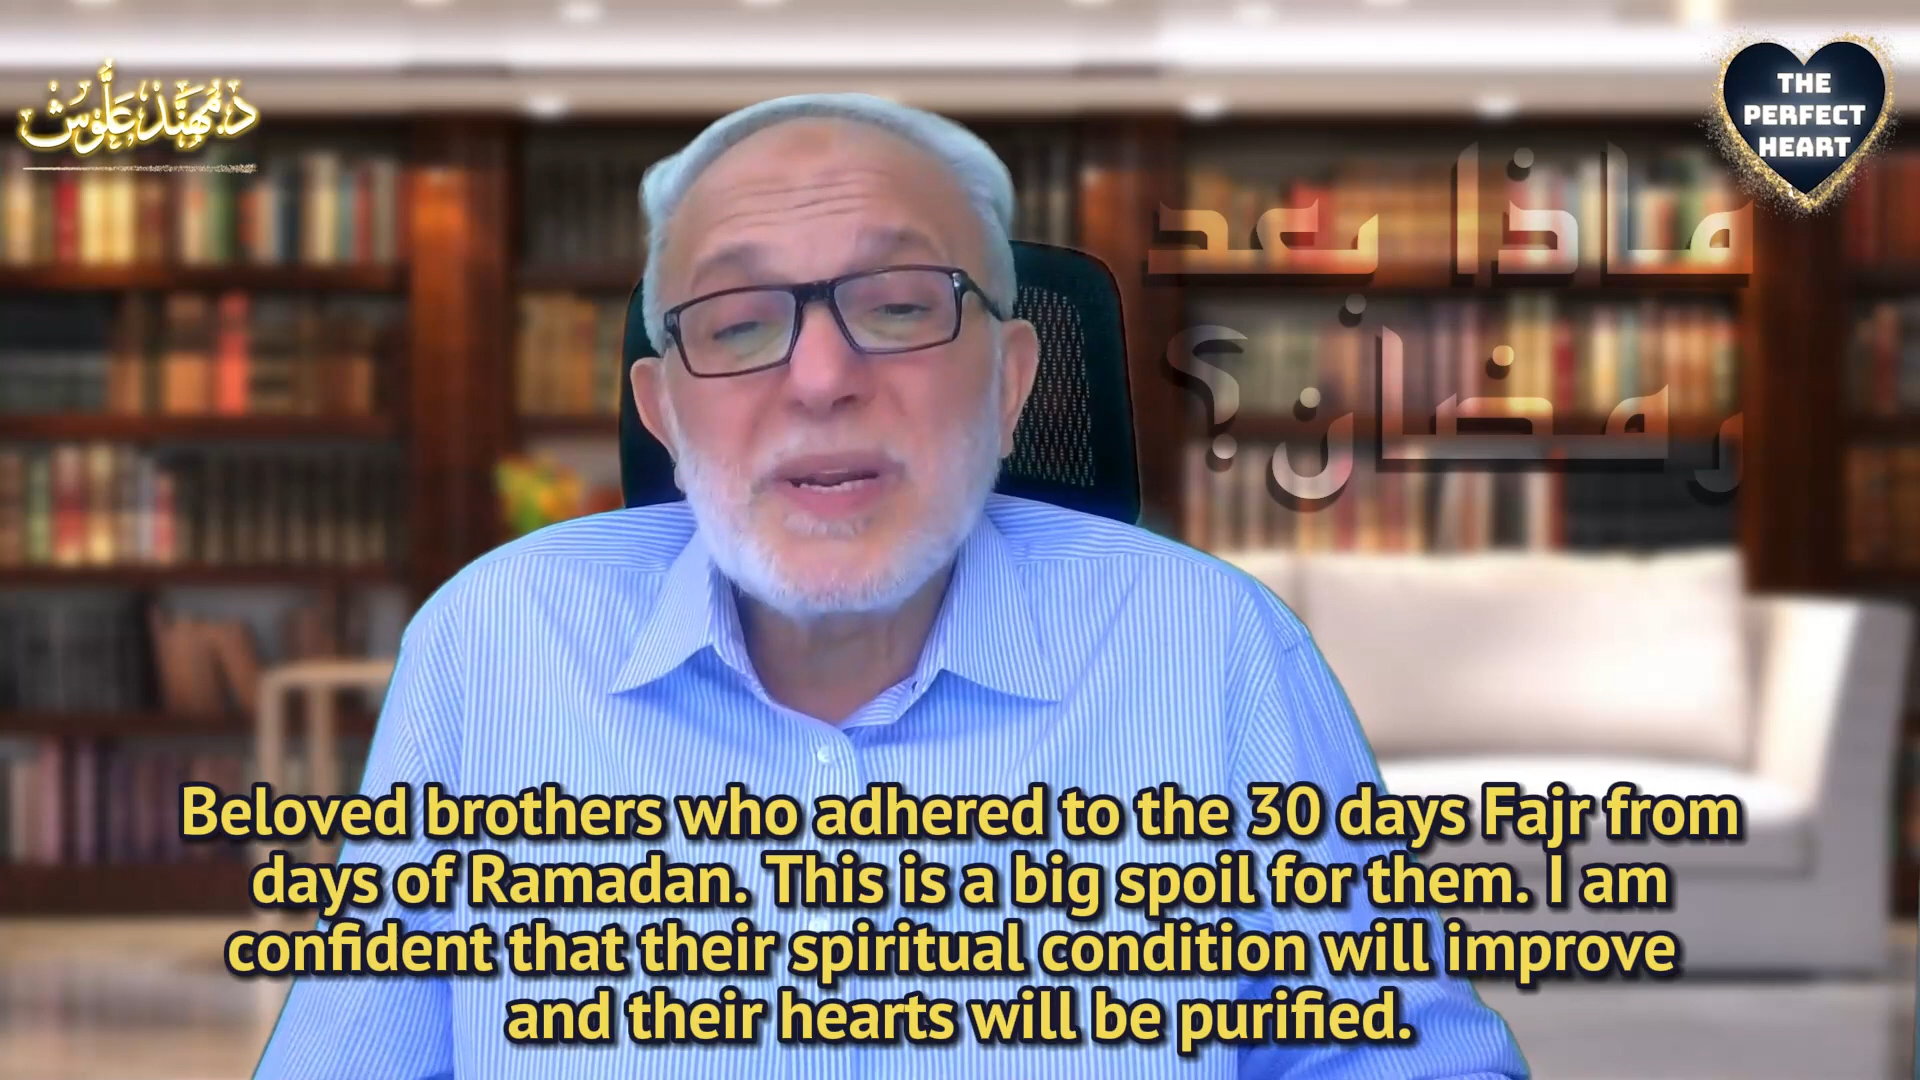 د. مُهَنَّد عَلُّوش
THE
PERFECT
HEART
ماذا بعد
رمضان؟
Beloved brothers who adhered to the 30 days Fajr from
days of Ramadan. This is a big spoil for them. I am
confident that their spiritual condition will improve
and their hearts will be purified.